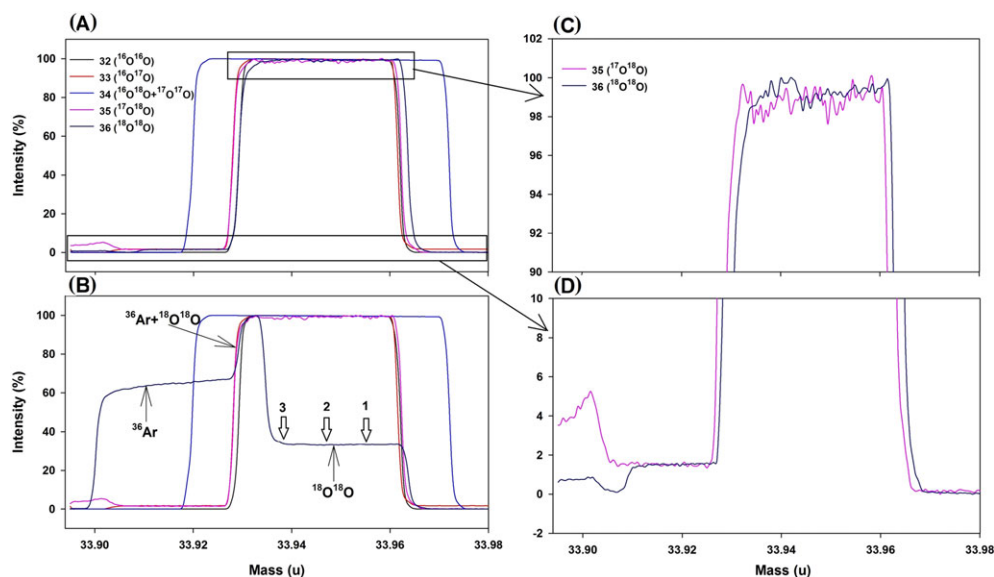 (A)
Intensity (%)
100
80
60
40
20
0
32 (¹⁶O¹⁶O)
33 (¹⁶O¹⁷O)
34 (¹⁶O¹⁸O+¹⁷O¹⁷O)
35 (¹⁷O¹⁸O)
36 (¹⁸O¹⁸O)
(B)
Intensity (%)
100
80
60
40
20
0
³⁶Ar+¹⁸O¹⁸O
³⁶Ar
3 2 1
¹⁸O¹⁸O
33.90 33.92 33.94 33.96 33.98
Mass (u)
(C)
Intensity (%)
102
100
98
96
94
92
90
35 (¹⁷O¹⁸O)
36 (¹⁸O¹⁸O)
(D)
Intensity (%)
10
8
6
4
2
0
-2
33.90 33.92 33.94 33.96 33.98
Mass (u)